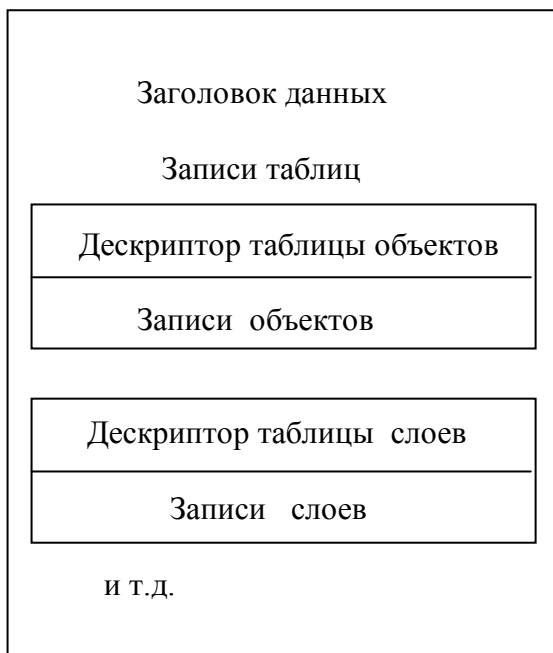 Заголовок данных
Записи таблиц
Дескриптор таблицы объектов
Записи объектов
Дескриптор таблицы слоев
Записи слоев
и т.д.